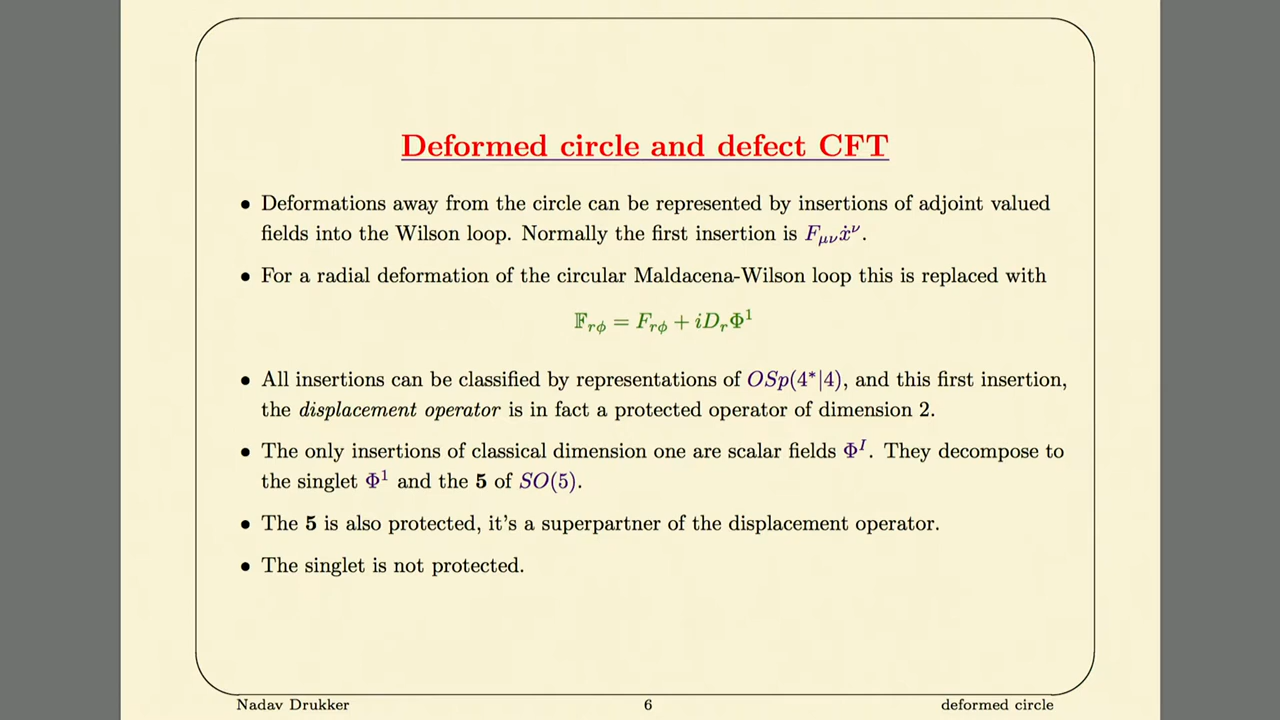 Deformed circle and defect CFT
• Deformations away from the circle can be represented by insertions of adjoint valued
fields into the Wilson loop. Normally the first insertion is F_{μν}ẋ^ν.
• For a radial deformation of the circular Maldacena-Wilson loop this is replaced with
𝔽_{rϕ} = F_{rϕ} + iD_rΦ^1
• All insertions can be classified by representations of OSp(4*|4), and this first insertion,
the displacement operator is in fact a protected operator of dimension 2.
• The only insertions of classical dimension one are scalar fields Φ^I. They decompose to
the singlet Φ^1 and the 5 of SO(5).
• The 5 is also protected, it's a superpartner of the displacement operator.
• The singlet is not protected.
Nadav Drukker 6 deformed circle